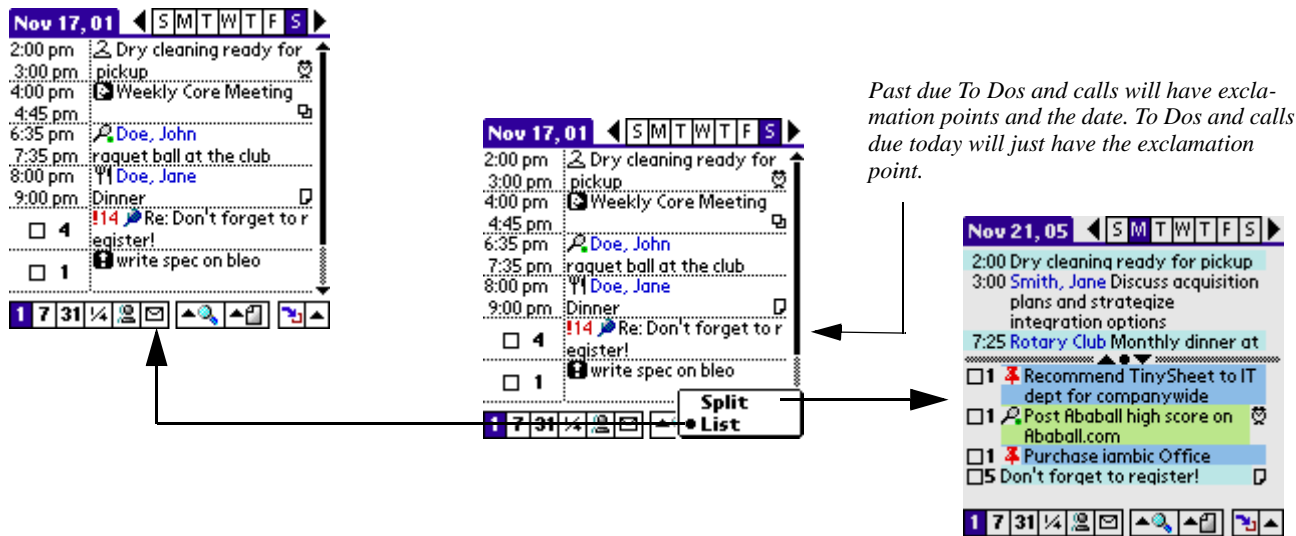 Nov 17, 01 S M T W T F S
2:00 pm Dry cleaning ready for
3:00 pm pickup
4:00 pm Weekly Core Meeting
4:45 pm
6:35 pm Doe, John
7:35 pm raquet ball at the club
8:00 pm Doe, Jane
9:00 pm Dinner
4 !14 Re: Don't forget to r
egister!
1 write spec on bleo
1 7 31 1/4
Nov 17, 01 S M T W T F S
2:00 pm Dry cleaning ready for
3:00 pm pickup
4:00 pm Weekly Core Meeting
4:45 pm
6:35 pm Doe, John
7:35 pm raquet ball at the club
8:00 pm Doe, Jane
9:00 pm Dinner
4 !14 Re: Don't forget to r
egister!
1 write spec on bleo
Split
List
1 7 31 1/4
Past due To Dos and calls will have excla-
mation points and the date. To Dos and calls
due today will just have the exclamation
point.
Nov 21, 05 S M T W T F S
2:00 Dry cleaning ready for pickup
3:00 Smith, Jane Discuss acquisition
plans and strategize
integration options
7:25 Rotary Club Monthly dinner at
1 Recommend TinySheet to IT
dept for companywide
1 Post Ababall high score on
Ababall.com
1 Purchase iambic Office
5 Don't forget to register!
1 7 31 1/4